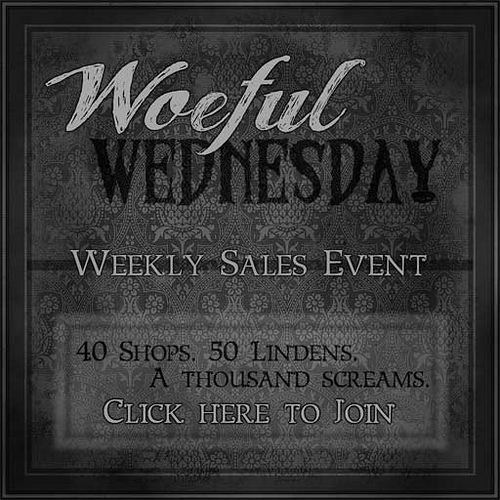 Woeful
WEDNESDAY
WEEKLY SALES EVENT
40 SHOPS. 50 LINDENS.
A THOUSAND SCREAMS.
CLICK HERE TO JOIN